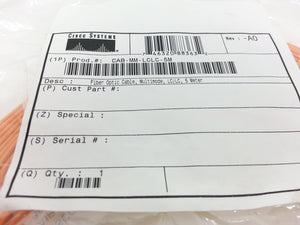 CISCO SYSTEMS
Rev : -A0
(1P) Prod.#: CAB-MM-LCLC-5M
Desc : Fiber Optic Cable, Multimode, LC/LC, 5 Meter
(P) Cust Part #:
(Z) Special :
(S) Serial # :
(Q) Qty. : 1